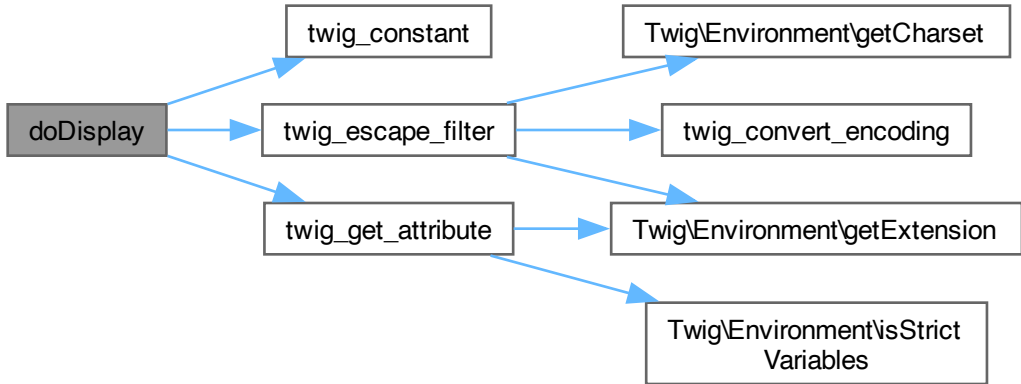 doDisplay
twig_constant
twig_escape_filter
twig_get_attribute
Twig\Environment\getCharset
twig_convert_encoding
Twig\Environment\getExtension
Twig\Environment\isStrict
Variables